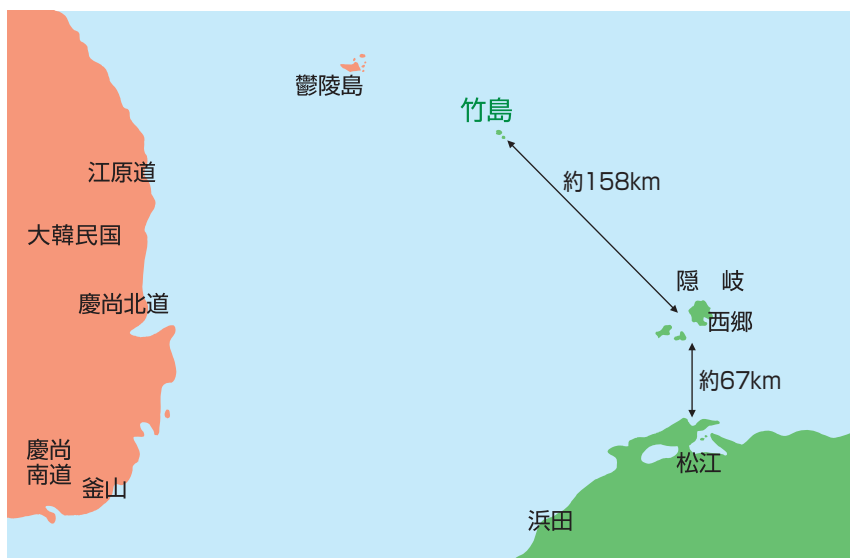 鬱陵島
竹島
江原道
約158km
大韓民国
隠　岐
慶尚北道
西郷
約67km
慶尚
南道
松江
釜山
浜田